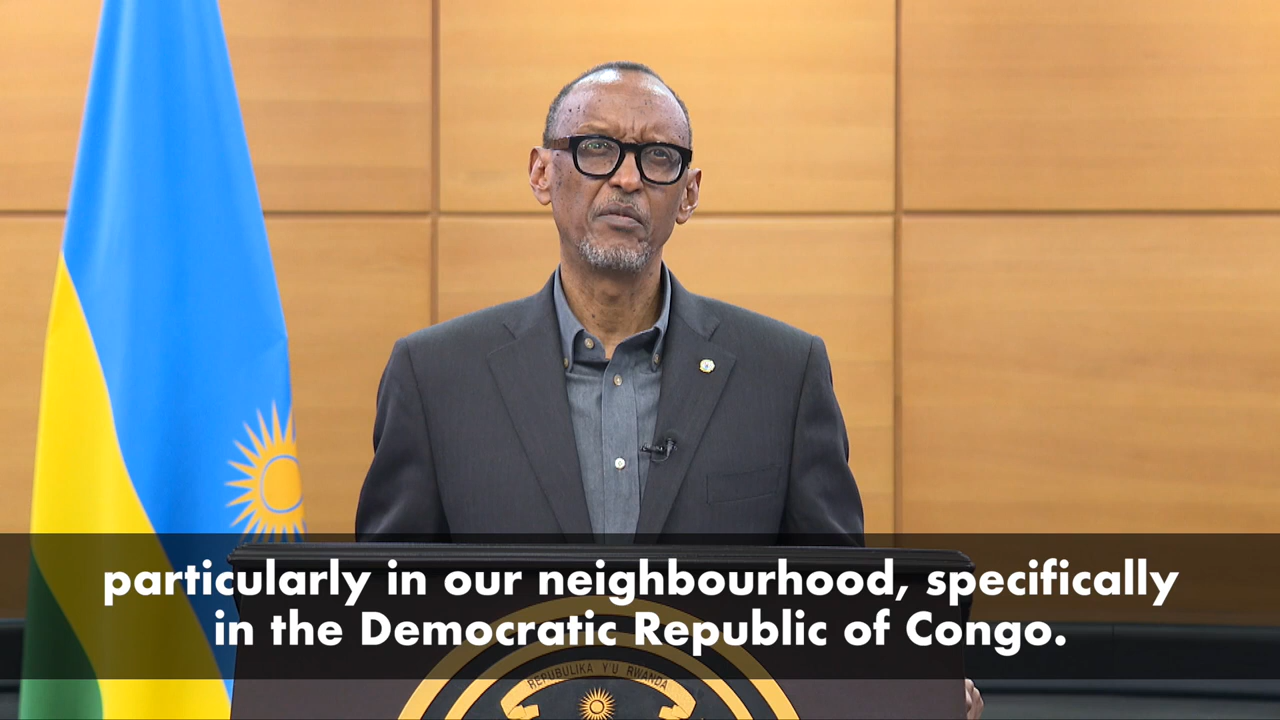 particularly in our neighbourhood, specifically
in the Democratic Republic of Congo.
REPUBULIKA Y'U RWANDA